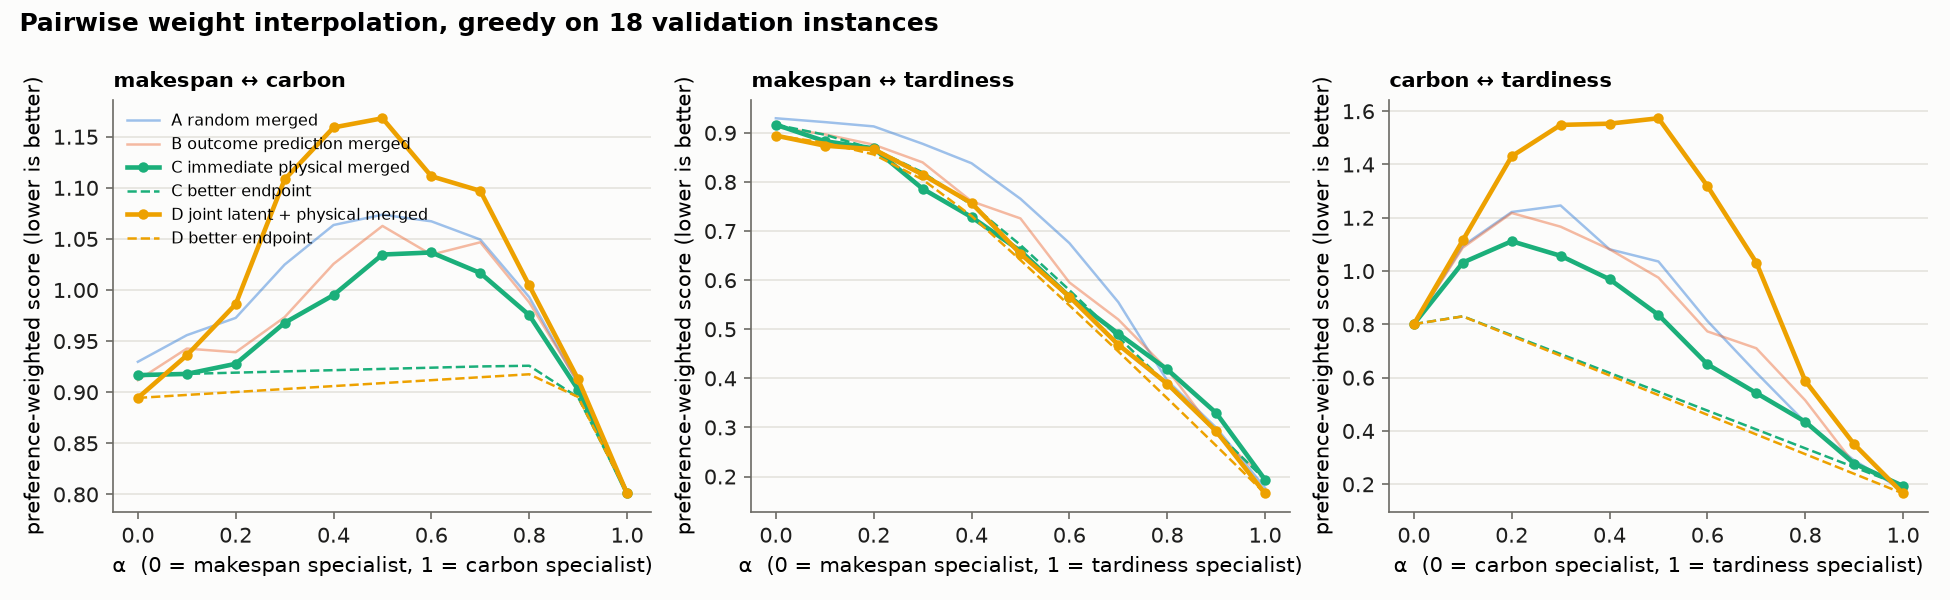 Pairwise weight interpolation, greedy on 18 validation instances
makespan ↔ carbon
preference-weighted score (lower is better)
1.15
1.10
1.05
1.00
0.95
0.90
0.85
0.80
A random merged
B outcome prediction merged
C immediate physical merged
C better endpoint
D joint latent + physical merged
D better endpoint
0.0 0.2 0.4 0.6 0.8 1.0
α (0 = makespan specialist, 1 = carbon specialist)
makespan ↔ tardiness
preference-weighted score (lower is better)
0.9
0.8
0.7
0.6
0.5
0.4
0.3
0.2
0.0 0.2 0.4 0.6 0.8 1.0
α (0 = makespan specialist, 1 = tardiness specialist)
carbon ↔ tardiness
preference-weighted score (lower is better)
1.6
1.4
1.2
1.0
0.8
0.6
0.4
0.2
0.0 0.2 0.4 0.6 0.8 1.0
α (0 = carbon specialist, 1 = tardiness specialist)